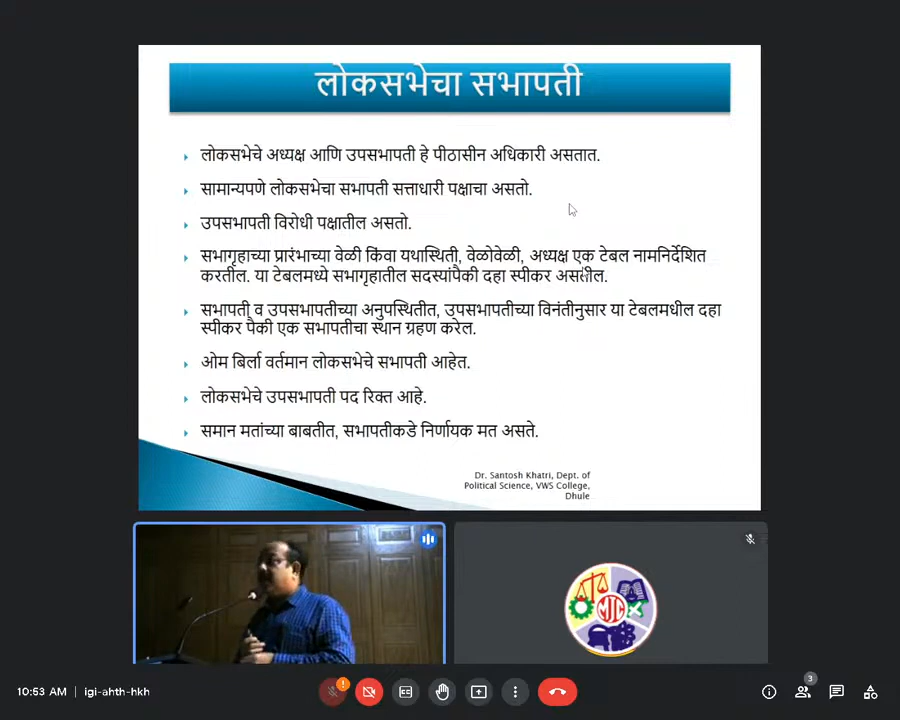 लोकसभेचा सभापती
लोकसभेचे अध्यक्ष आणि उपसभापती हे पीठासीन अधिकारी असतात.
सामान्यपणे लोकसभेचा सभापती सत्ताधारी पक्षाचा असतो.
उपसभापती विरोधी पक्षातील असतो.
सभागृहाच्या प्रारंभाच्या वेळी किंवा यथास्थिती, वेळोवेळी, अध्यक्ष एक टेबल नामनिर्देशित
करतील. या टेबलमध्ये सभागृहातील सदस्यांपैकी दहा स्पीकर असतील.
सभापती व उपसभापतीच्या अनुपस्थितीत, उपसभापतीच्या विनंतीनुसार या टेबलमधील दहा
स्पीकर पैकी एक सभापतीचा स्थान ग्रहण करेल.
ओम बिर्ला वर्तमान लोकसभेचे सभापती आहेत.
लोकसभेचे उपसभापती पद रिक्त आहे.
समान मतांच्या बाबतीत, सभापतीकडे निर्णायक मत असते.
Dr. Santosh Khatri, Dept. of
Political Science, VWS College,
Dhule
MJC
3
10:53 AM | igi-ahth-hkh